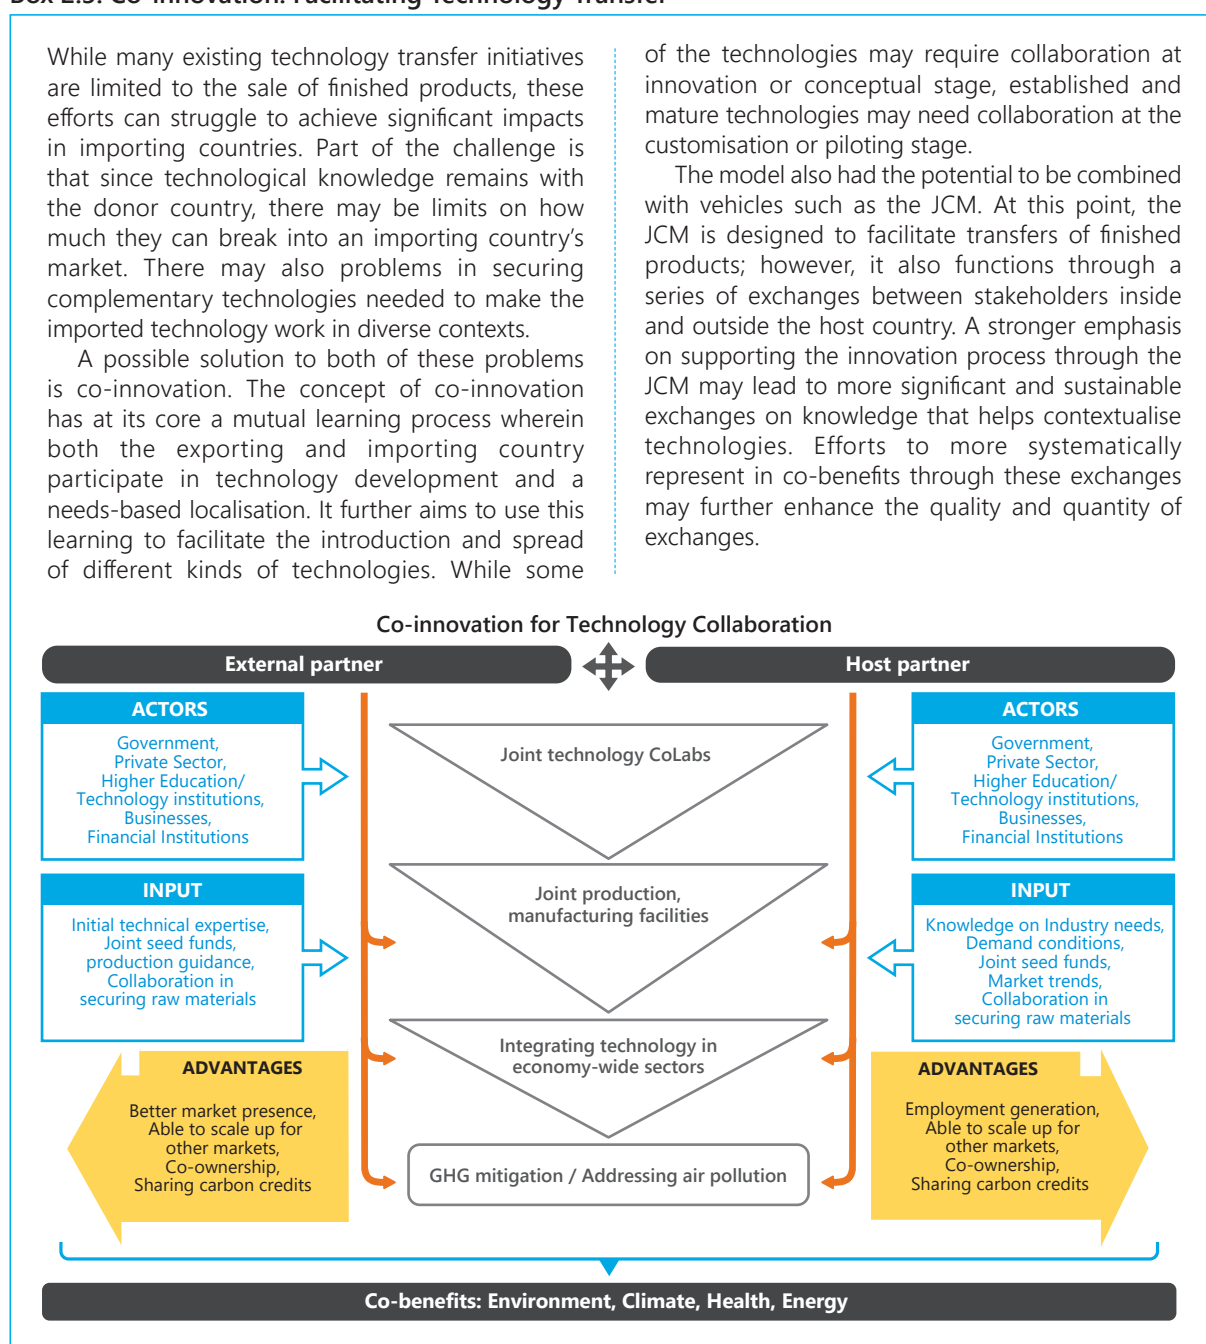 Box 2.3: Co-innovation: Facilitating Technology Transfer
While many existing technology transfer initiatives
are limited to the sale of finished products, these
efforts can struggle to achieve significant impacts
in importing countries. Part of the challenge is
that since technological knowledge remains with
the donor country, there may be limits on how
much they can break into an importing country’s
market. There may also problems in securing
complementary technologies needed to make the
imported technology work in diverse contexts.
A possible solution to both of these problems
is co-innovation. The concept of co-innovation
has at its core a mutual learning process wherein
both the exporting and importing country
participate in technology development and a
needs-based localisation. It further aims to use this
learning to facilitate the introduction and spread
of different kinds of technologies. While some
of the technologies may require collaboration at
innovation or conceptual stage, established and
mature technologies may need collaboration at the
customisation or piloting stage.
The model also had the potential to be combined
with vehicles such as the JCM. At this point, the
JCM is designed to facilitate transfers of finished
products; however, it also functions through a
series of exchanges between stakeholders inside
and outside the host country. A stronger emphasis
on supporting the innovation process through the
JCM may lead to more significant and sustainable
exchanges on knowledge that helps contextualise
technologies. Efforts to more systematically
represent in co-benefits through these exchanges
may further enhance the quality and quantity of
exchanges.
Co-innovation for Technology Collaboration
External partner
Host partner
ACTORS
Government,
Private Sector,
Higher Education/
Technology institutions,
Businesses,
Financial Institutions
INPUT
Initial technical expertise,
Joint seed funds,
production guidance,
Collaboration in
securing raw materials
ADVANTAGES
Better market presence,
Able to scale up for
other markets,
Co-ownership,
Sharing carbon credits
Joint technology CoLabs
Joint production,
manufacturing facilities
Integrating technology in
economy-wide sectors
GHG mitigation / Addressing air pollution
ACTORS
Government,
Private Sector,
Higher Education/
Technology institutions,
Businesses,
Financial Institutions
INPUT
Knowledge on Industry needs,
Demand conditions,
Joint seed funds,
Market trends,
Collaboration in
securing raw materials
ADVANTAGES
Employment generation,
Able to scale up for
other markets,
Co-ownership,
Sharing carbon credits
Co-benefits: Environment, Climate, Health, Energy